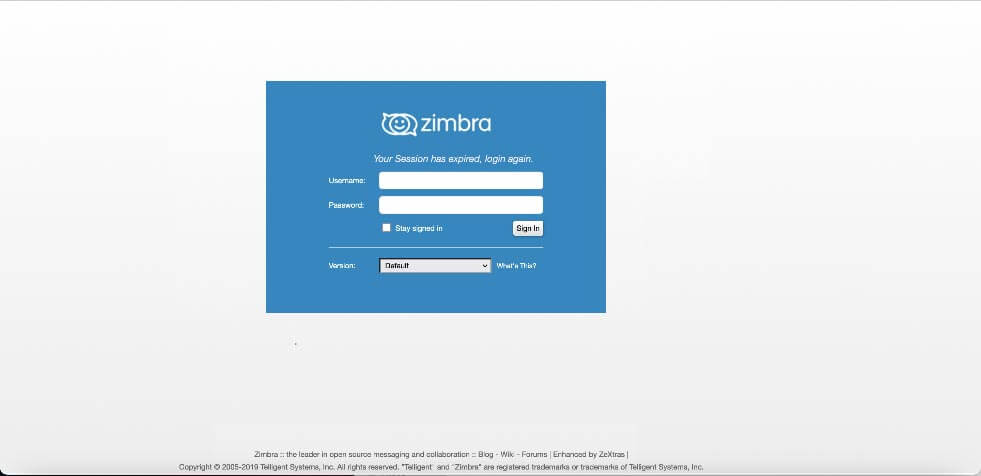 zimbra
Your Session has expired, login again.
Username:
Password:
Stay signed in
Sign In
Version:
Default
What's This?
Zimbra :: the leader in open source messaging and collaboration :: Blog - Wiki - Forums | Enhanced by ZeXtras |
Copyright © 2005-2019 Telligent Systems, Inc. All rights reserved. "Telligent" and "Zimbra" are registered trademarks or trademarks of Telligent Systems, Inc.